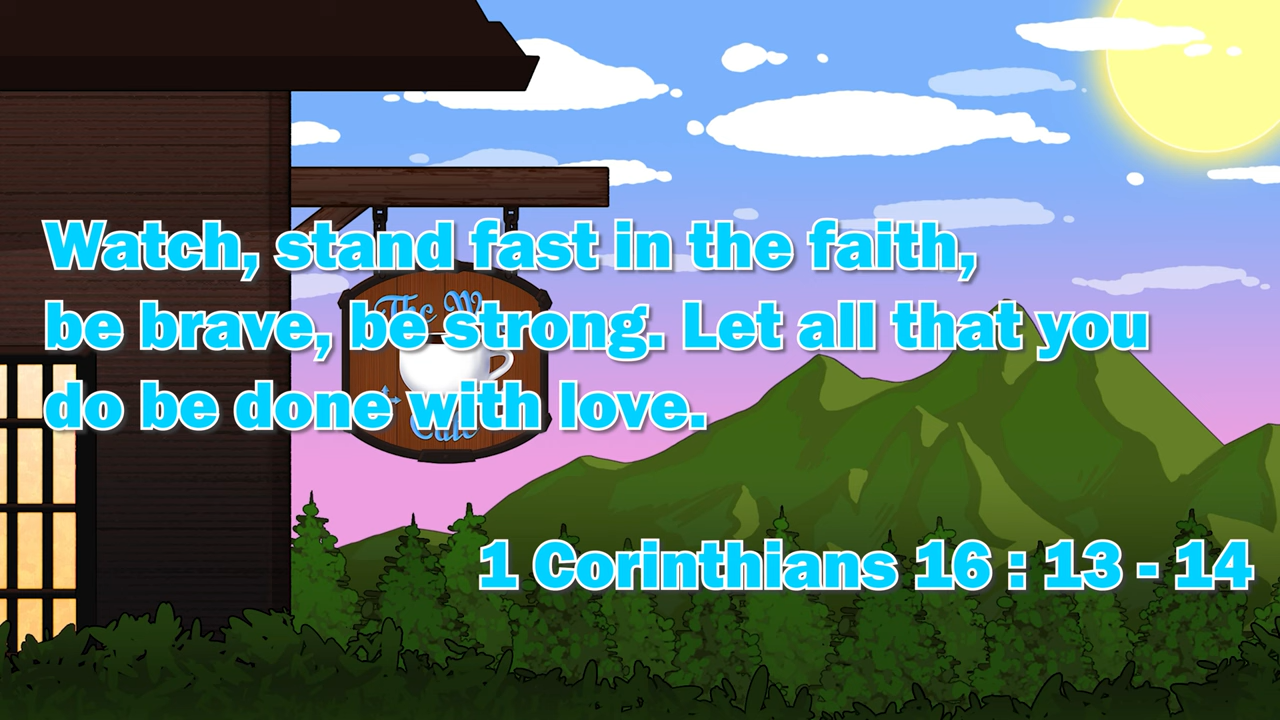 Watch, stand fast in the faith,
be brave, be strong. Let all that you
do be done with love.
1 Corinthians 16 : 13 - 14
The